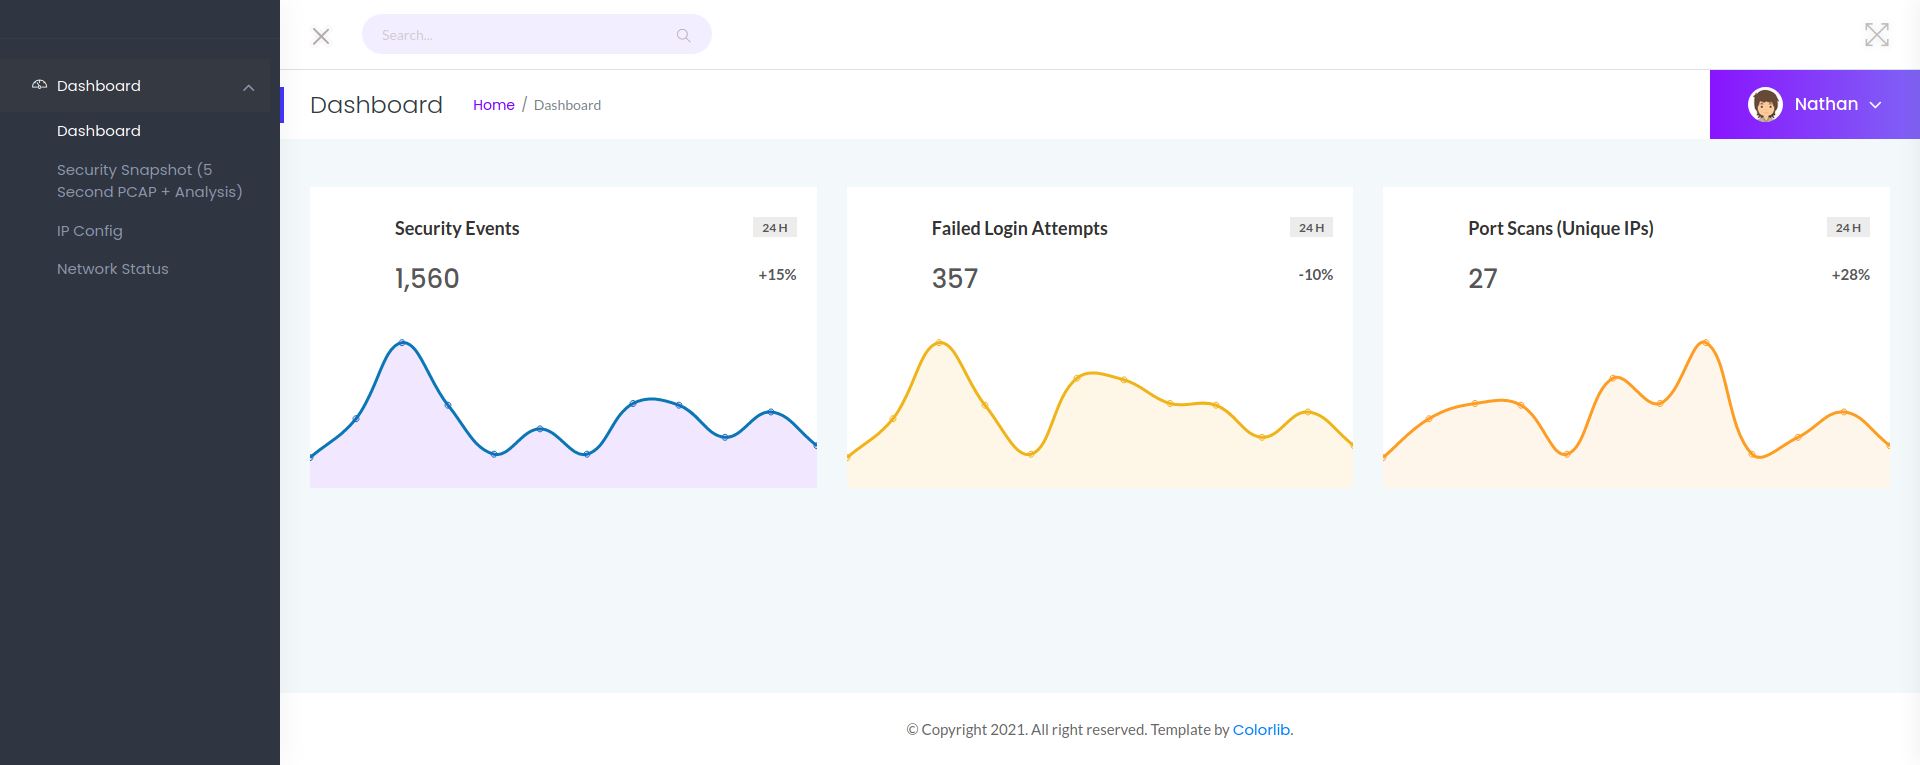 Search...
Dashboard
Dashboard
Security Snapshot (5
Second PCAP + Analysis)
IP Config
Network Status
Dashboard
Home / Dashboard
Nathan
Security Events
24 H
1,560
+15%
Failed Login Attempts
24 H
357
-10%
Port Scans (Unique IPs)
24 H
27
+28%
© Copyright 2021. All right reserved. Template by Colorlib.